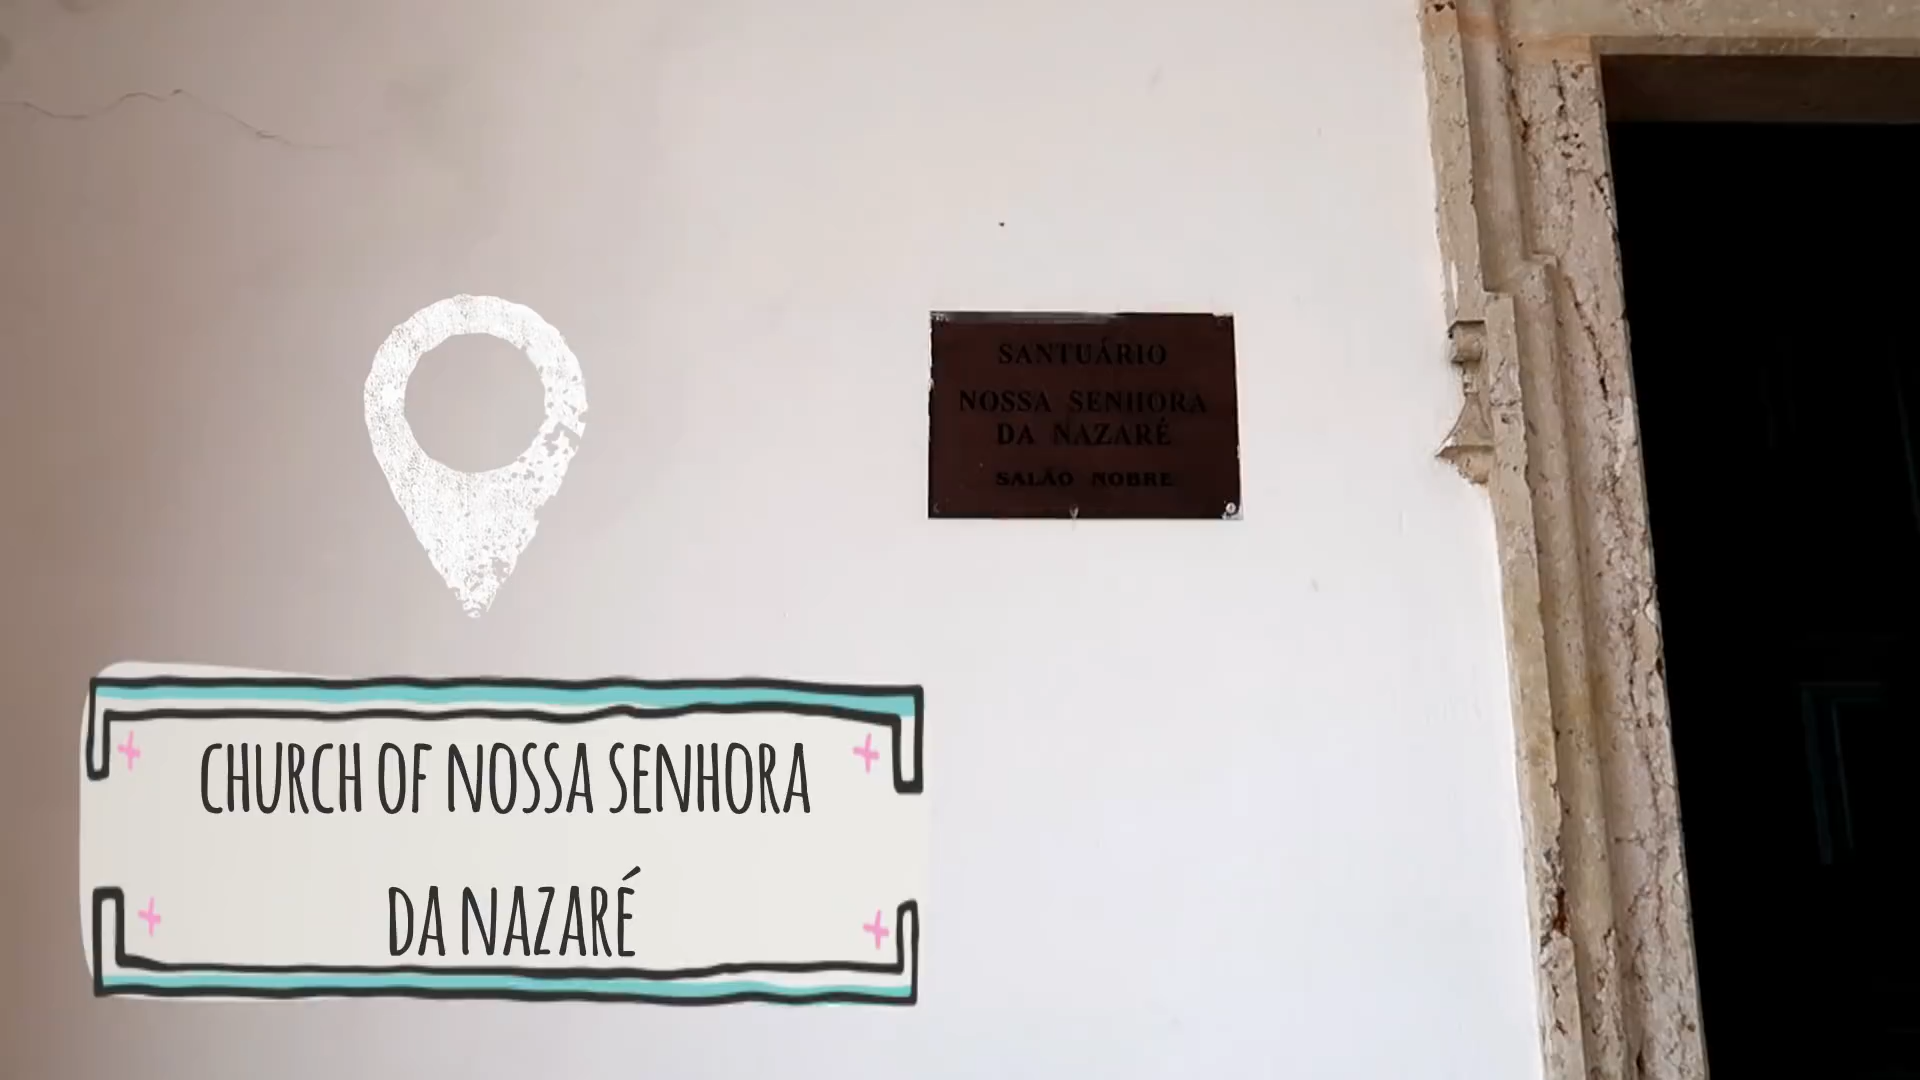 SANTUÁRIO
NOSSA SENHORA
DA NAZARÉ
SALÃO NOBRE
CHURCH OF NOSSA SENHORA
DA NAZARÉ